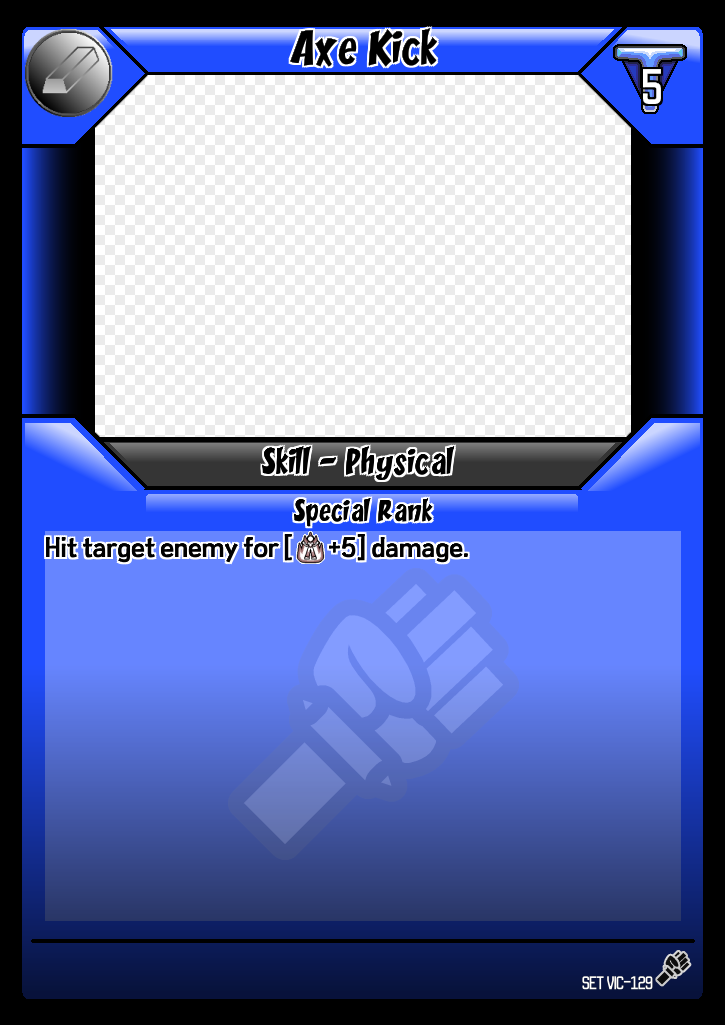 Axe Kick
5
Skill - Physical
Special Rank
Hit target enemy for [ +5] damage.
SET VIC-129